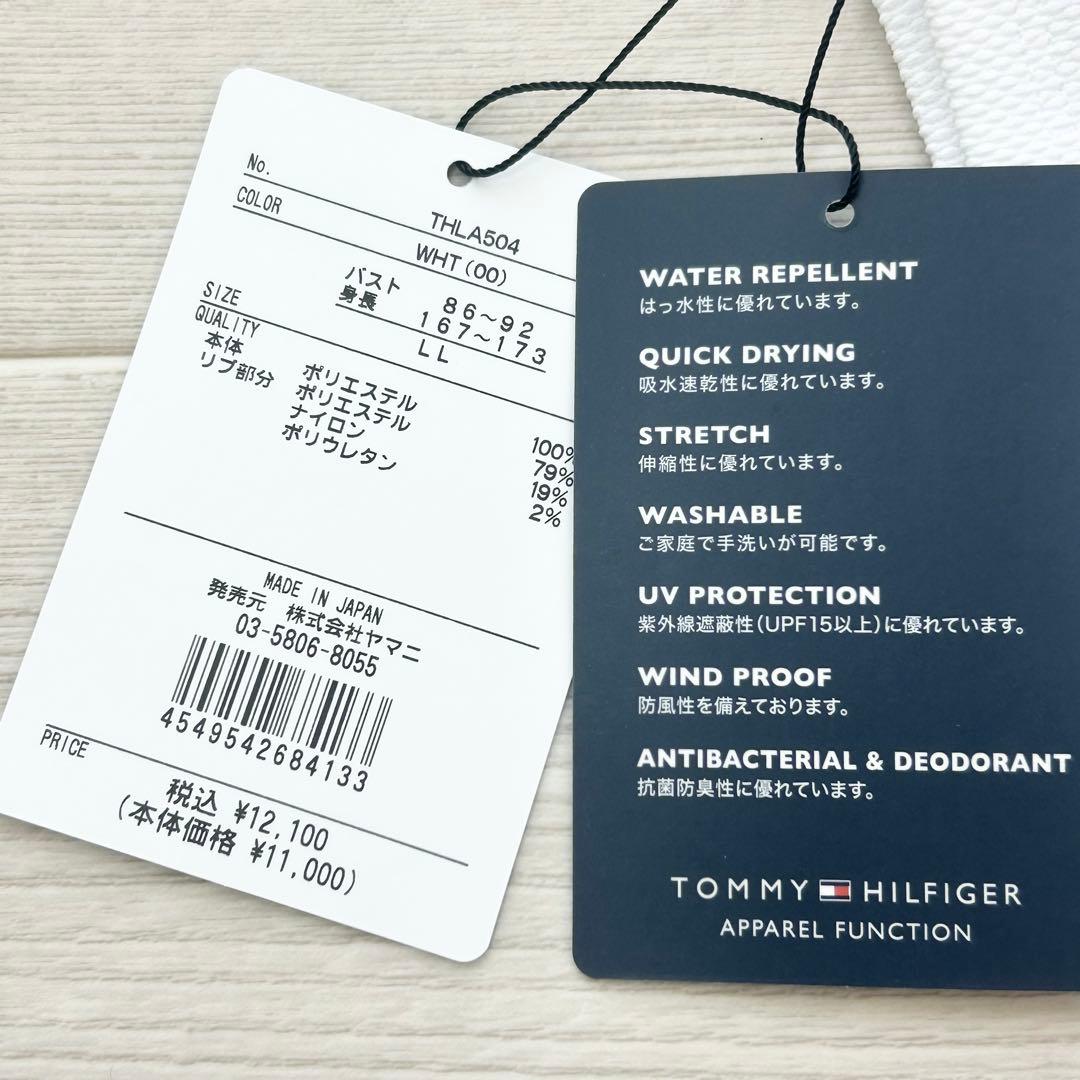 No.
THLA504
COLOR
WHT(00)
バスト 86～92
身長 167～173
SIZE
LL
QUALITY
本体 ポリエステル 100%
リブ部分 ポリエステル 79%
ナイロン 19%
ポリウレタン 2%
MADE IN JAPAN
発売元 株式会社ヤマニ
03-5806-8055
4549542684133
PRICE
税込 ¥12,100
(本体価格 ¥11,000)
WATER REPELLENT
はっ水性に優れています。
QUICK DRYING
吸水速乾性に優れています。
STRETCH
伸縮性に優れています。
WASHABLE
ご家庭で手洗いが可能です。
UV PROTECTION
紫外線遮蔽性(UPF15以上)に優れています。
WIND PROOF
防風性を備えております。
ANTIBACTERIAL & DEODORANT
抗菌防臭性に優れています。
TOMMY HILFIGER
APPAREL FUNCTION